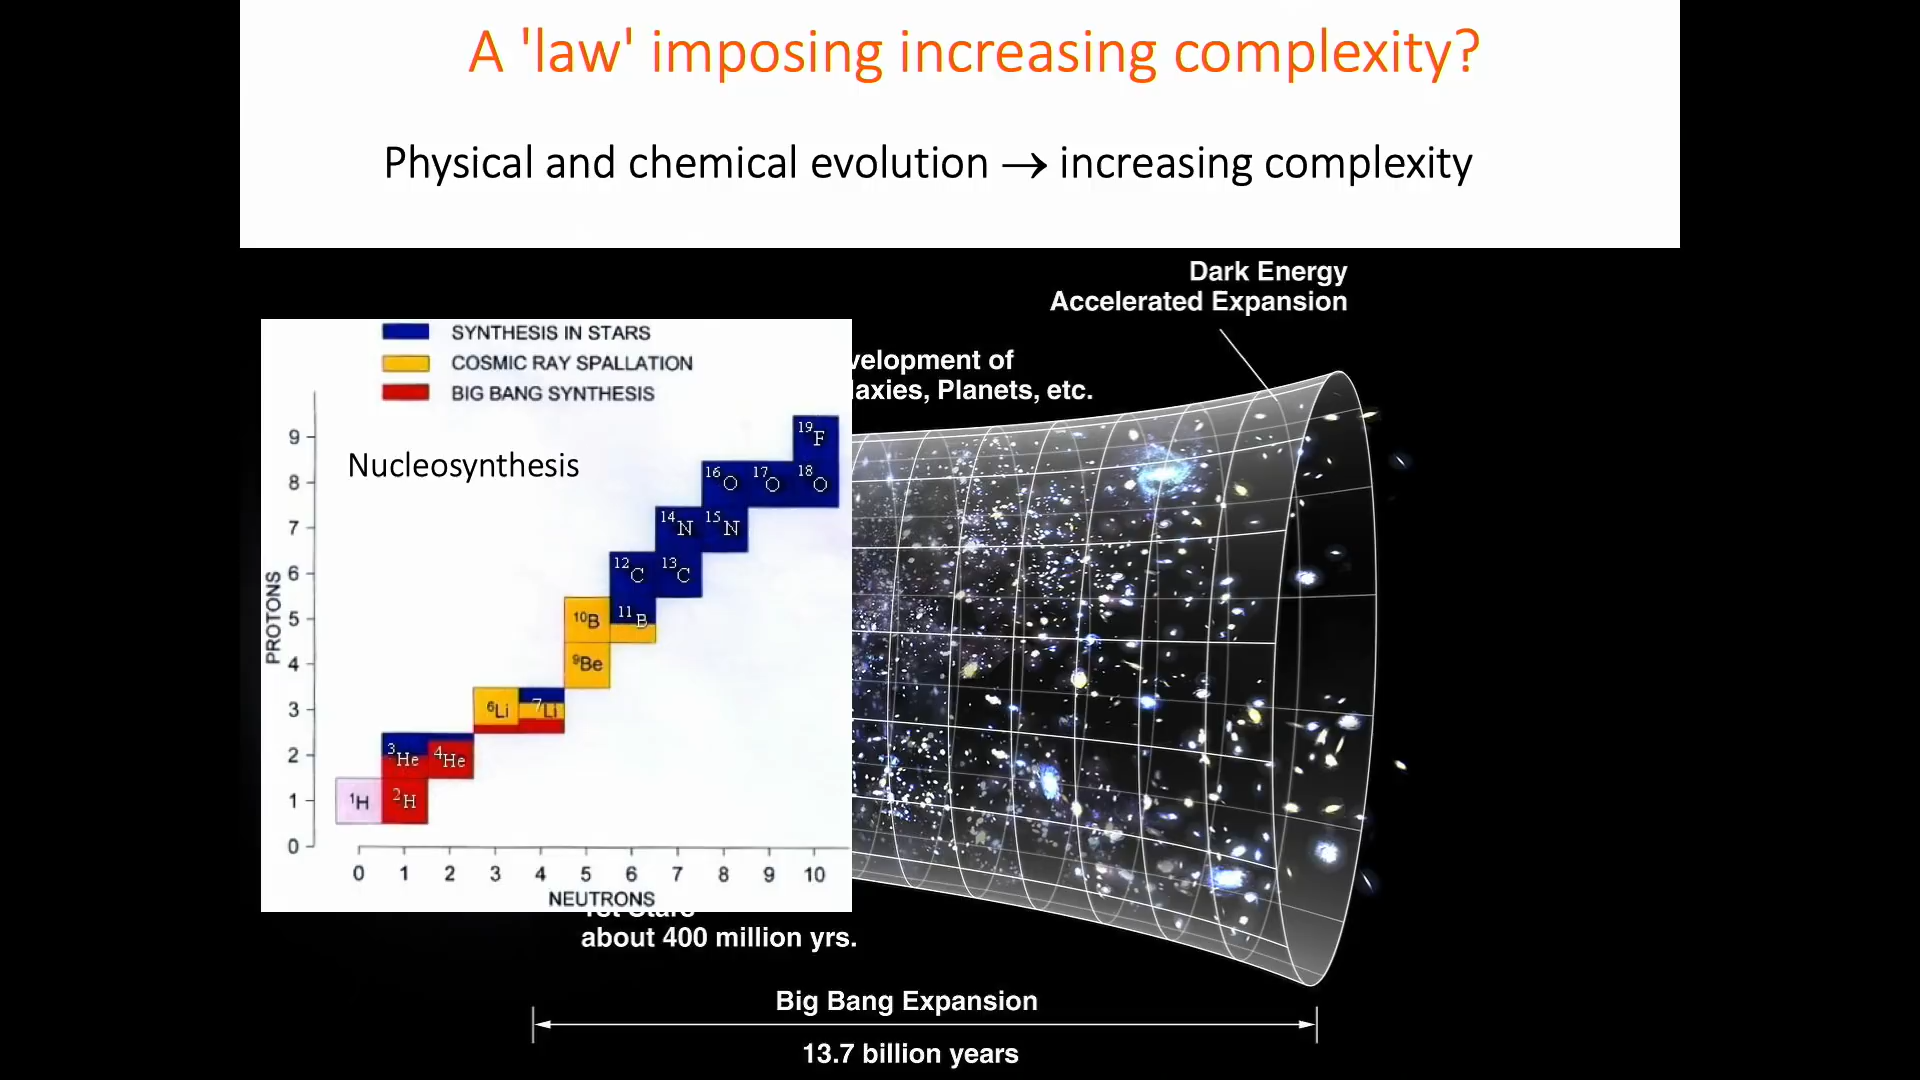 A 'law' imposing increasing complexity?
Physical and chemical evolution → increasing complexity
Dark Energy
Accelerated Expansion
velopment of
laxies, Planets, etc.
SYNTHESIS IN STARS
COSMIC RAY SPALLATION
BIG BANG SYNTHESIS
Nucleosynthesis
PROTONS
9
8
7
6
5
4
3
2
1
0
¹⁹F
¹⁶O ¹⁷O ¹⁸O
¹⁴N ¹⁵N
¹²C ¹³C
¹⁰B ¹¹B
⁹Be
⁶Li ⁷Li
³He ⁴He
¹H ²H
0 1 2 3 4 5 6 7 8 9 10
NEUTRONS
about 400 million yrs.
Big Bang Expansion
13.7 billion years